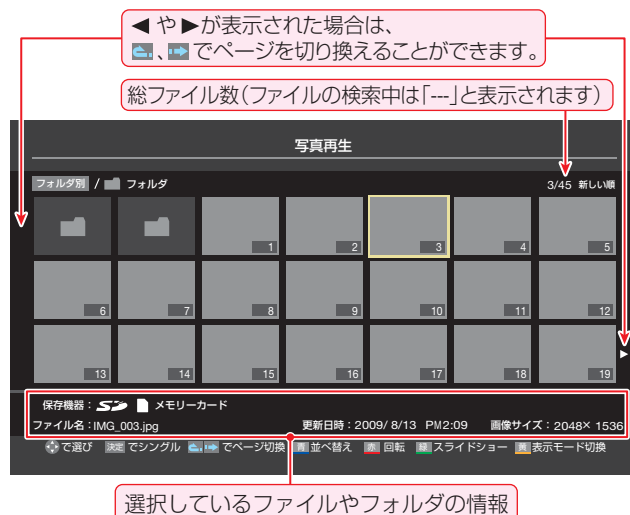 ◀ や ▶が表示された場合は、
、 でページを切り換えることができます。
総ファイル数(ファイルの検索中は「---」と表示されます)
写真再生
フォルダ別 / フォルダ
3/45 新しい順
1 2 3 4 5
6 7 8 9 10 11 12
13 14 15 16 17 18 19
▶
保存機器: SD メモリーカード
ファイル名:IMG_003.jpg 更新日時:2009/ 8/13 PM2:09 画像サイズ:2048× 1536
で選び 決定 でシングル でページ切換 青 並べ替え 赤 回転 緑 スライドショー 黄 表示モード切換
選択しているファイルやフォルダの情報